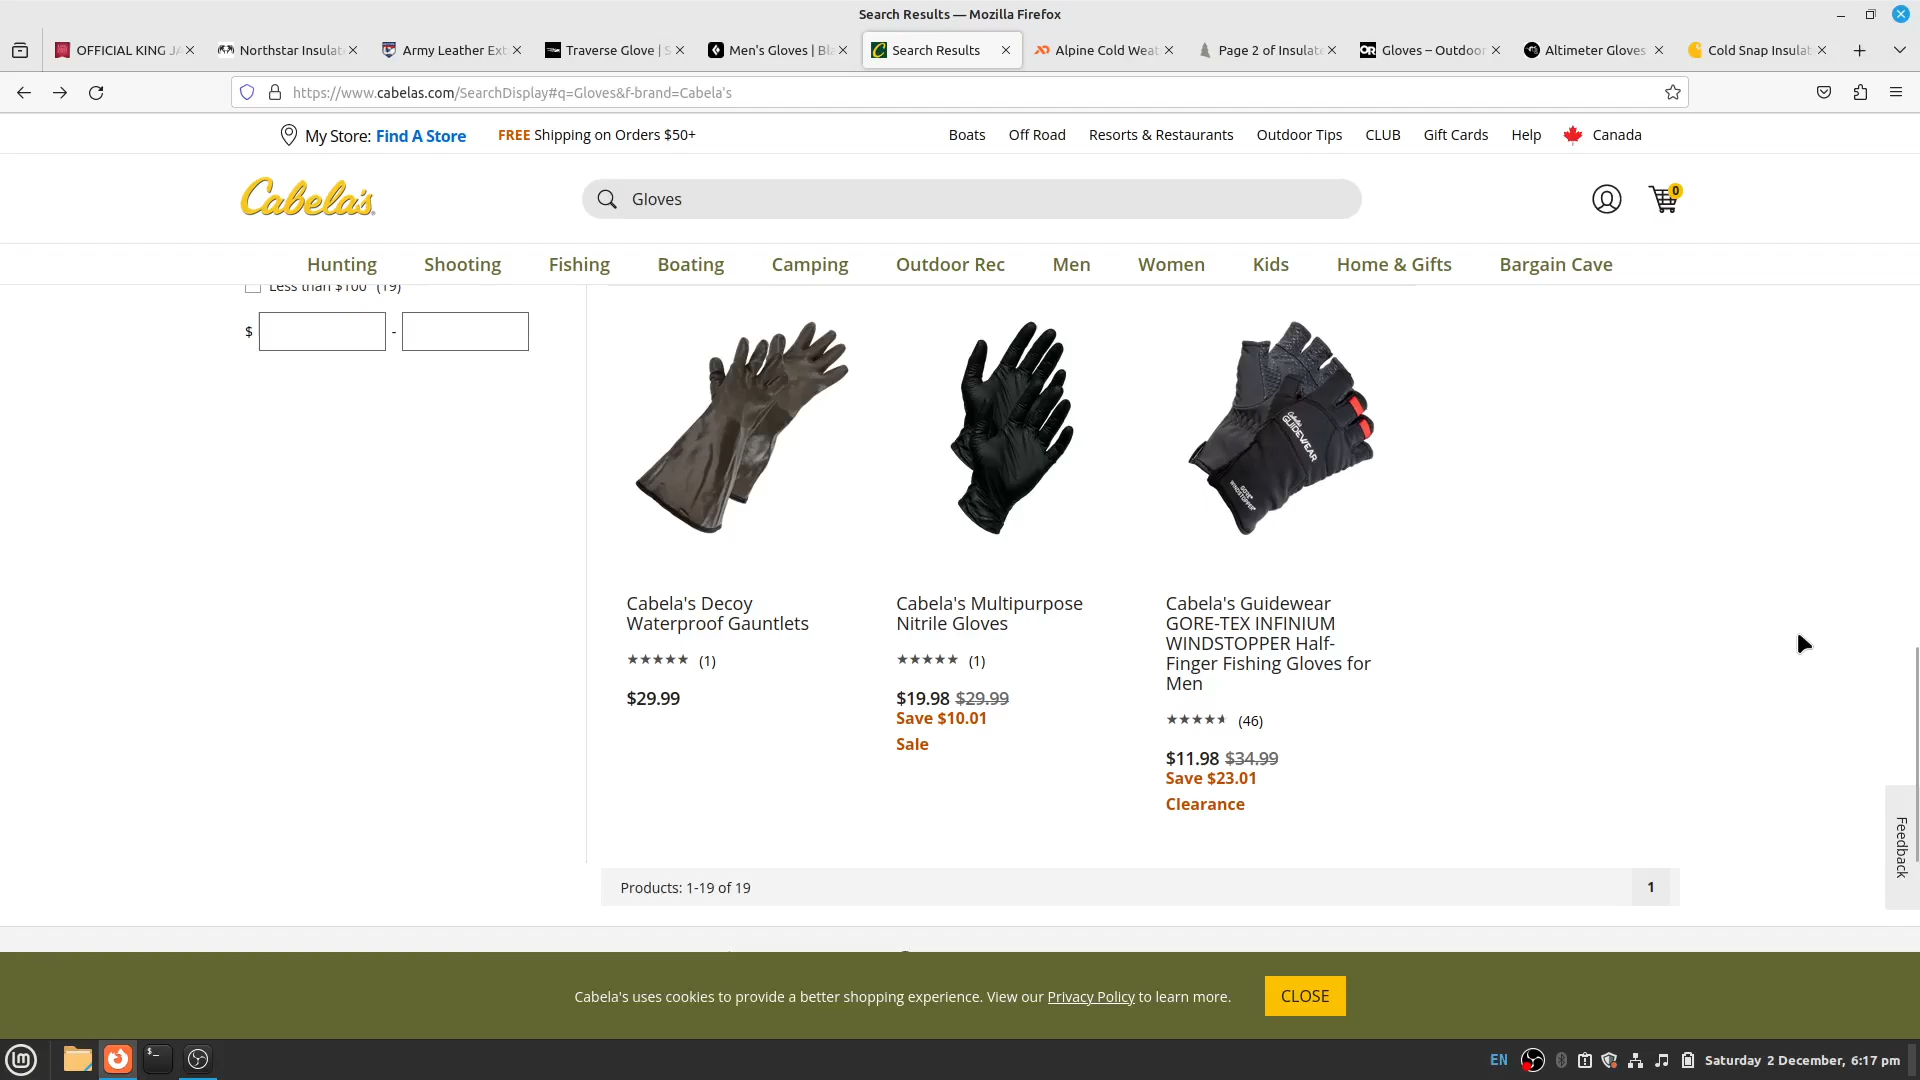 Search Results — Mozilla Firefox
OFFICIAL KING JA
Northstar Insulat
Army Leather Ext
Traverse Glove | S
Men's Gloves | Bla
Search Results
Alpine Cold Weat
Page 2 of Insulat
Gloves – Outdoor
Altimeter Gloves
Cold Snap Insulat
https://www.cabelas.com/SearchDisplay#q=Gloves&f-brand=Cabela's
My Store: Find A Store
FREE Shipping on Orders $50+
Boats
Off Road
Resorts & Restaurants
Outdoor Tips
CLUB
Gift Cards
Help
Canada
Cabela's
Gloves
0
Hunting
Shooting
Fishing
Boating
Camping
Outdoor Rec
Men
Women
Kids
Home & Gifts
Bargain Cave
Less than $100 (19)
$
-
Cabela's
GUIDEWEAR
GORE
WINDSTOPPER
Cabela's Decoy
Waterproof Gauntlets
(1)
$29.99
Cabela's Multipurpose
Nitrile Gloves
(1)
$19.98 $29.99
Save $10.01
Sale
Cabela's Guidewear
GORE-TEX INFINIUM
WINDSTOPPER Half-
Finger Fishing Gloves for
Men
(46)
$11.98 $34.99
Save $23.01
Clearance
Feedback
Products: 1-19 of 19
1
Cabela's uses cookies to provide a better shopping experience. View our Privacy Policy to learn more.
CLOSE
EN
Saturday 2 December, 6:17 pm